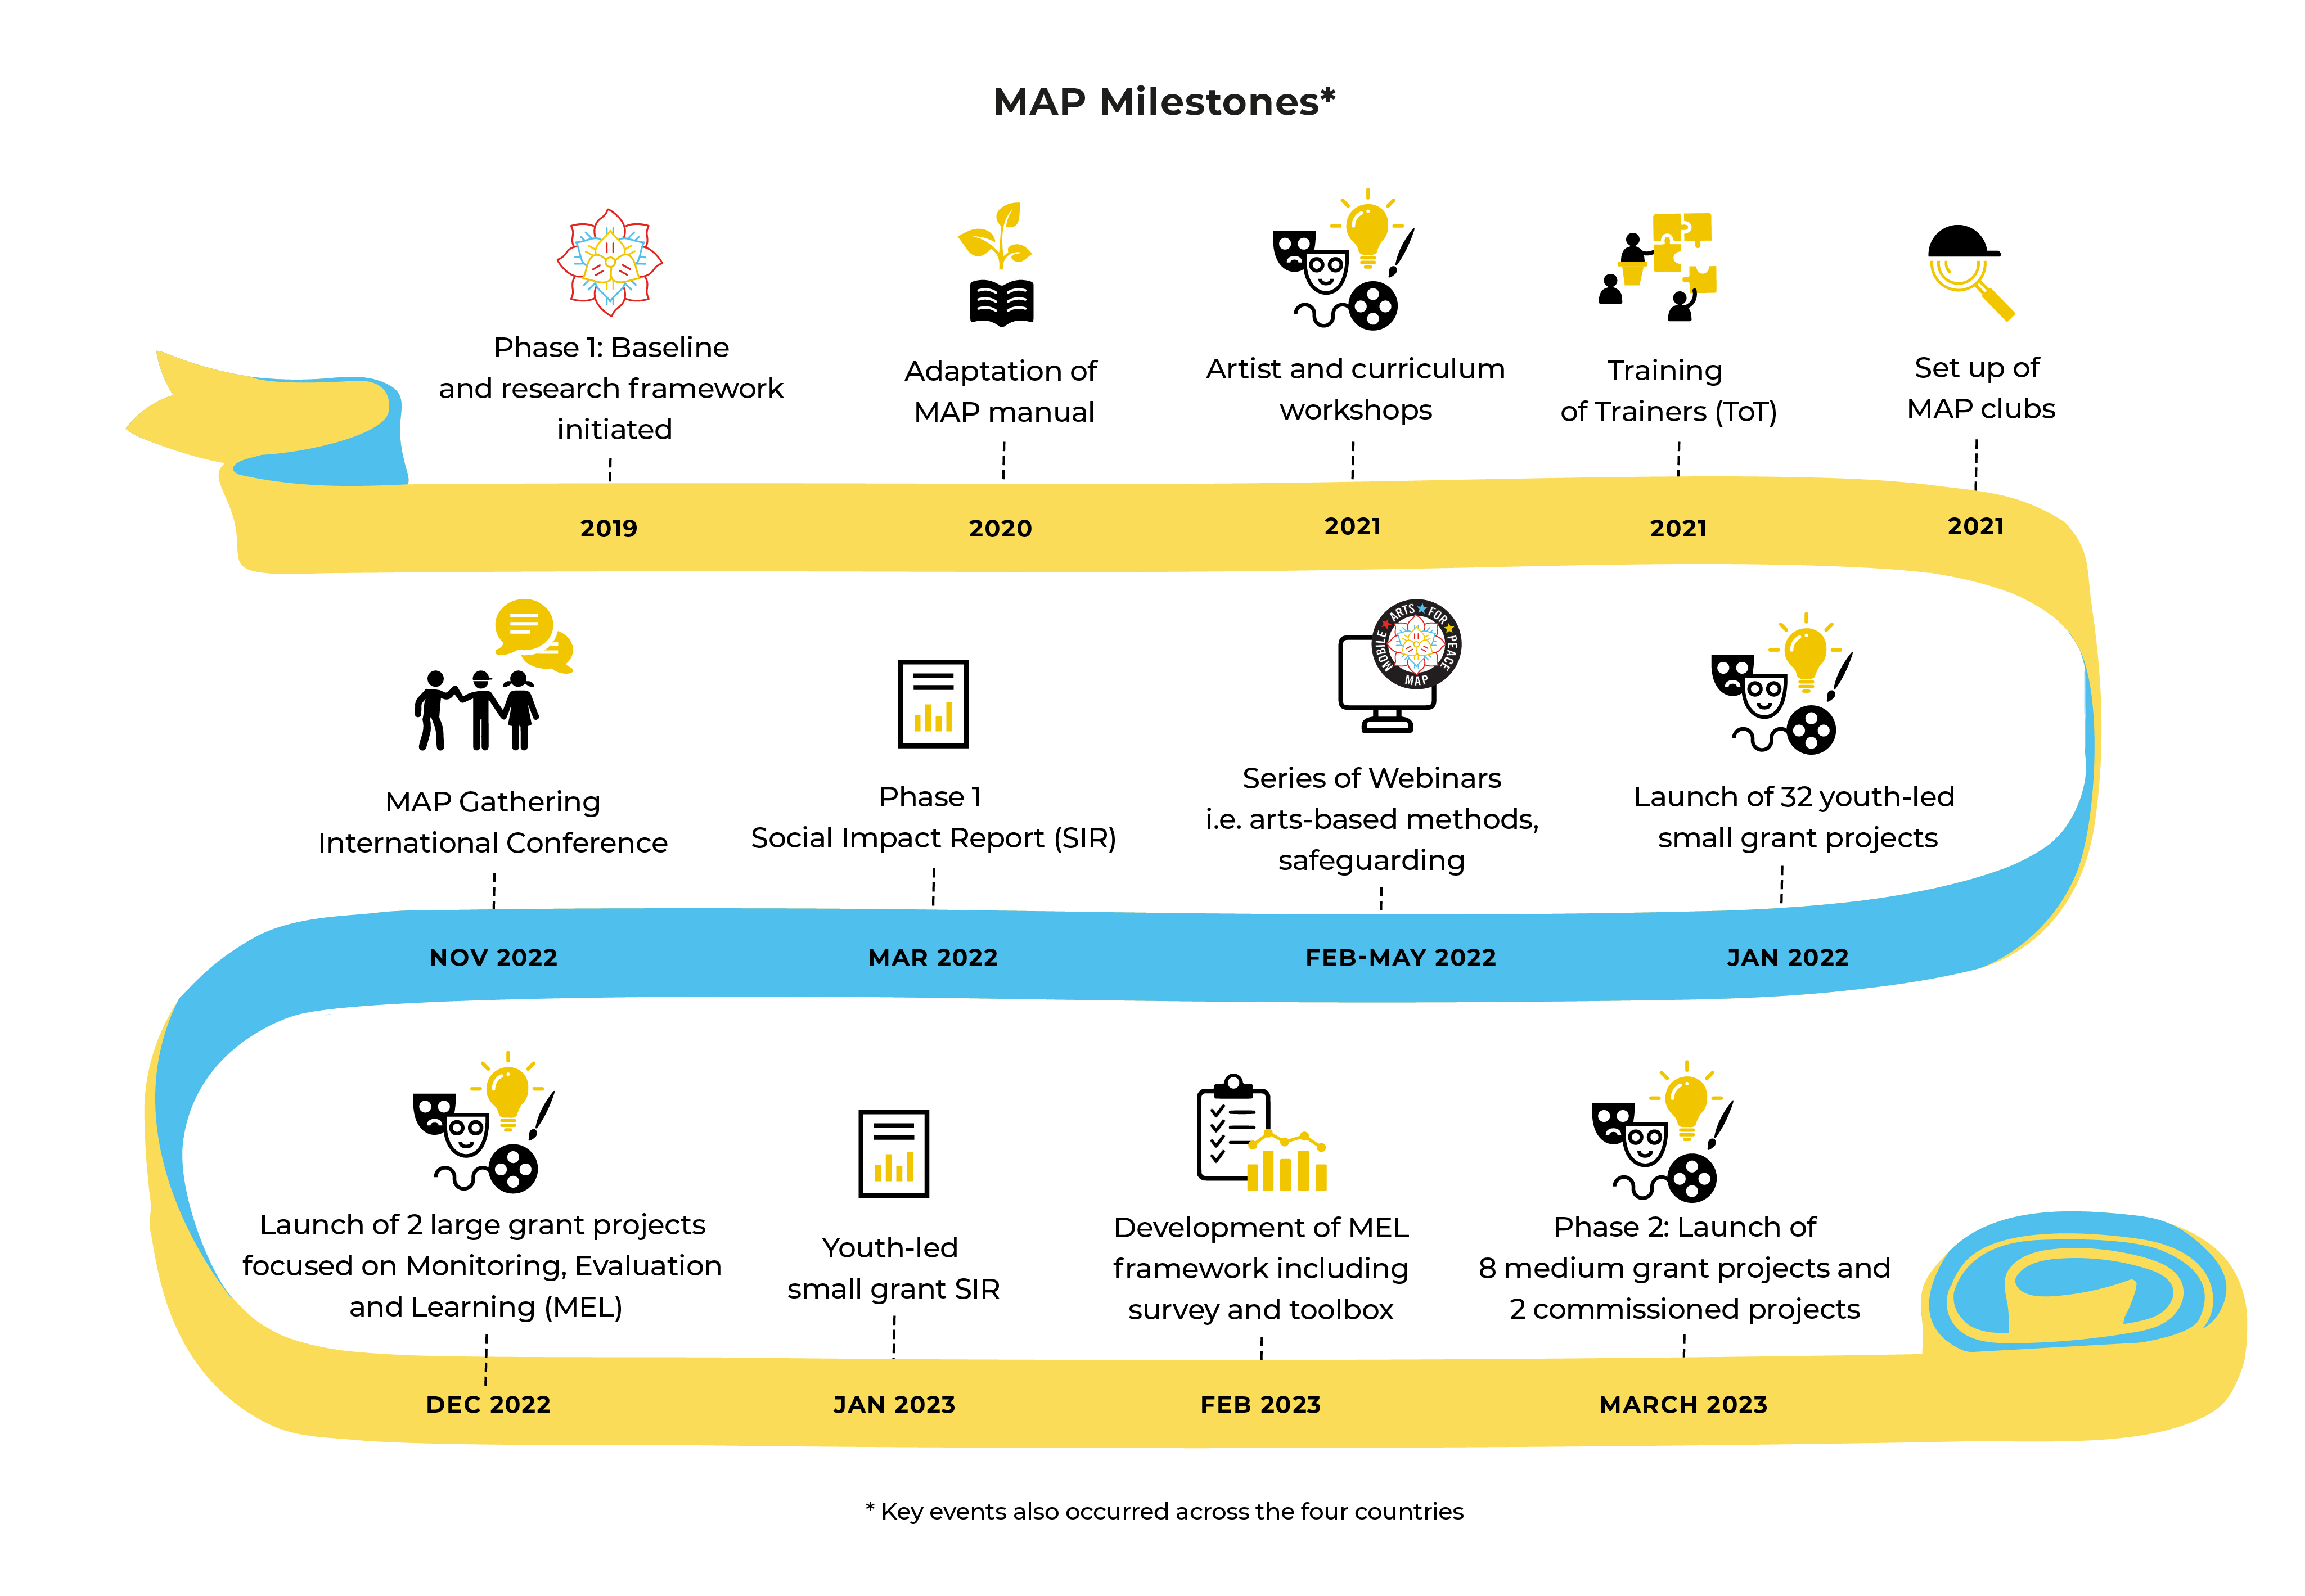 MAP Milestones*
Phase 1: Baseline
and research framework
initiated
2019
Adaptation of
MAP manual
2020
Artist and curriculum
workshops
2021
Training
of Trainers (ToT)
2021
Set up of
MAP clubs
2021
MAP Gathering
International Conference
NOV 2022
Phase 1
Social Impact Report (SIR)
MAR 2022
MOBILE ARTS FOR PEACE
MAP
Series of Webinars
i.e. arts-based methods,
safeguarding
FEB-MAY 2022
Launch of 32 youth-led
small grant projects
JAN 2022
Launch of 2 large grant projects
focused on Monitoring, Evaluation
and Learning (MEL)
DEC 2022
Youth-led
small grant SIR
JAN 2023
Development of MEL
framework including
survey and toolbox
FEB 2023
Phase 2: Launch of
8 medium grant projects and
2 commissioned projects
MARCH 2023
* Key events also occurred across the four countries